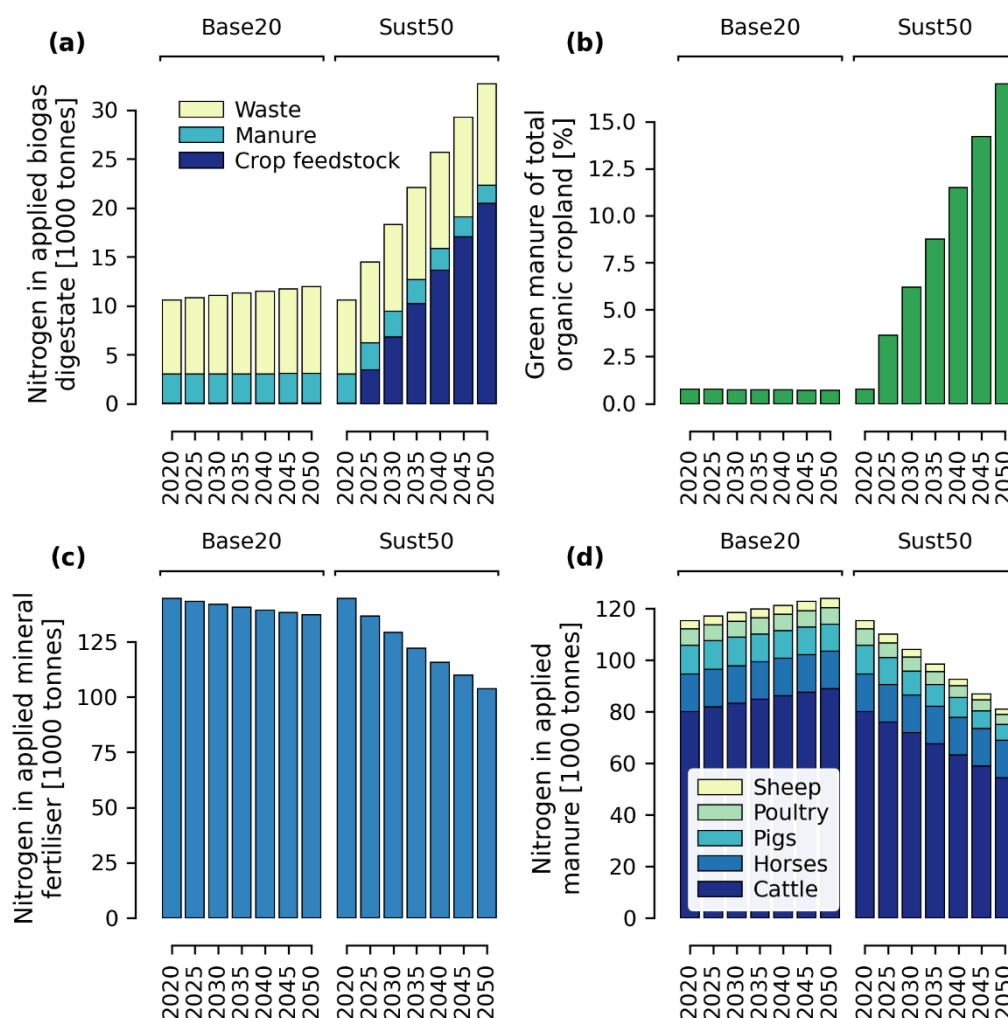 (a)
Base20
Sust50
Nitrogen in applied biogas
digestate [1000 tonnes]
30
25
20
15
10
5
0
Waste
Manure
Crop feedstock
2020
2025
2030
2035
2040
2045
2050
2020
2025
2030
2035
2040
2045
2050
(b)
Base20
Sust50
Green manure of total
organic cropland [%]
15.0
12.5
10.0
7.5
5.0
2.5
0.0
2020
2025
2030
2035
2040
2045
2050
2020
2025
2030
2035
2040
2045
2050
(c)
Base20
Sust50
Nitrogen in applied mineral
fertiliser [1000 tonnes]
125
100
75
50
25
0
2020
2025
2030
2035
2040
2045
2050
2020
2025
2030
2035
2040
2045
2050
(d)
Base20
Sust50
Nitrogen in applied
manure [1000 tonnes]
120
100
80
60
40
20
0
Sheep
Poultry
Pigs
Horses
Cattle
2020
2025
2030
2035
2040
2045
2050
2020
2025
2030
2035
2040
2045
2050